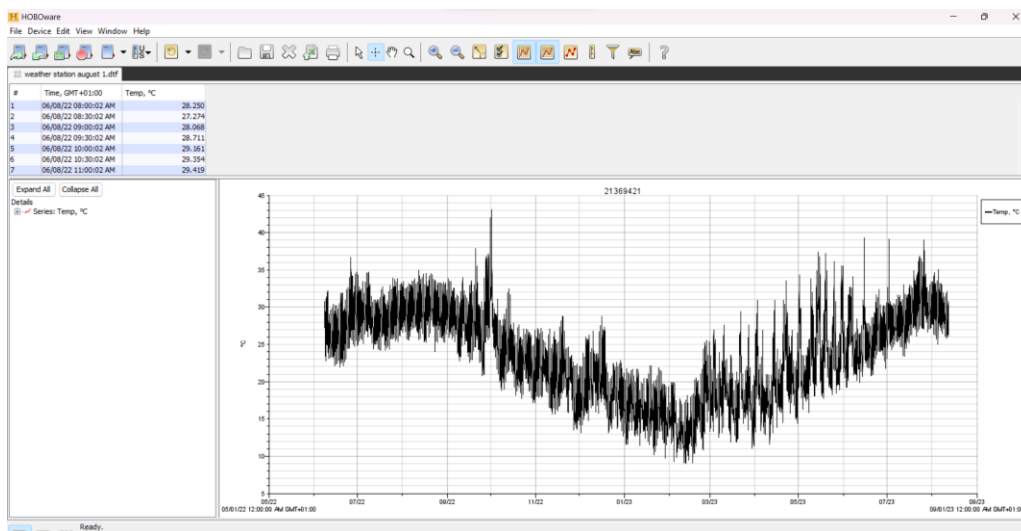 HOBOware
File Device Edit View Window Help
weather station august 1.dtf
# Time, GMT+01:00 Temp, °C
1 06/08/22 08:00:02 AM 28.250
2 06/08/22 08:30:02 AM 27.274
3 06/08/22 09:00:02 AM 28.068
4 06/08/22 09:30:02 AM 28.711
5 06/08/22 10:00:02 AM 29.161
6 06/08/22 10:30:02 AM 29.354
7 06/08/22 11:00:02 AM 29.419
Expand All Collapse All
Details
Series: Temp, °C
21369421
Temp, °C
45
40
35
30
°C
25
20
15
10
5
05/22 07/22 09/22 11/22 01/23 03/23 05/23 07/23 09/23
05/01/22 12:00:00 AM GMT+01:00 09/01/23 12:00:00 AM GMT+01:0
Ready.